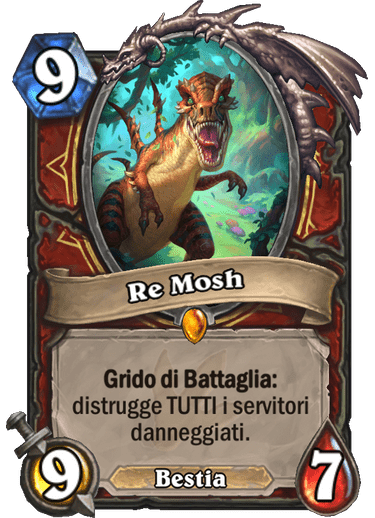 9
Re Mosh
Grido di Battaglia:
distrugge TUTTI i servitori
danneggiati.
9
Bestia
7